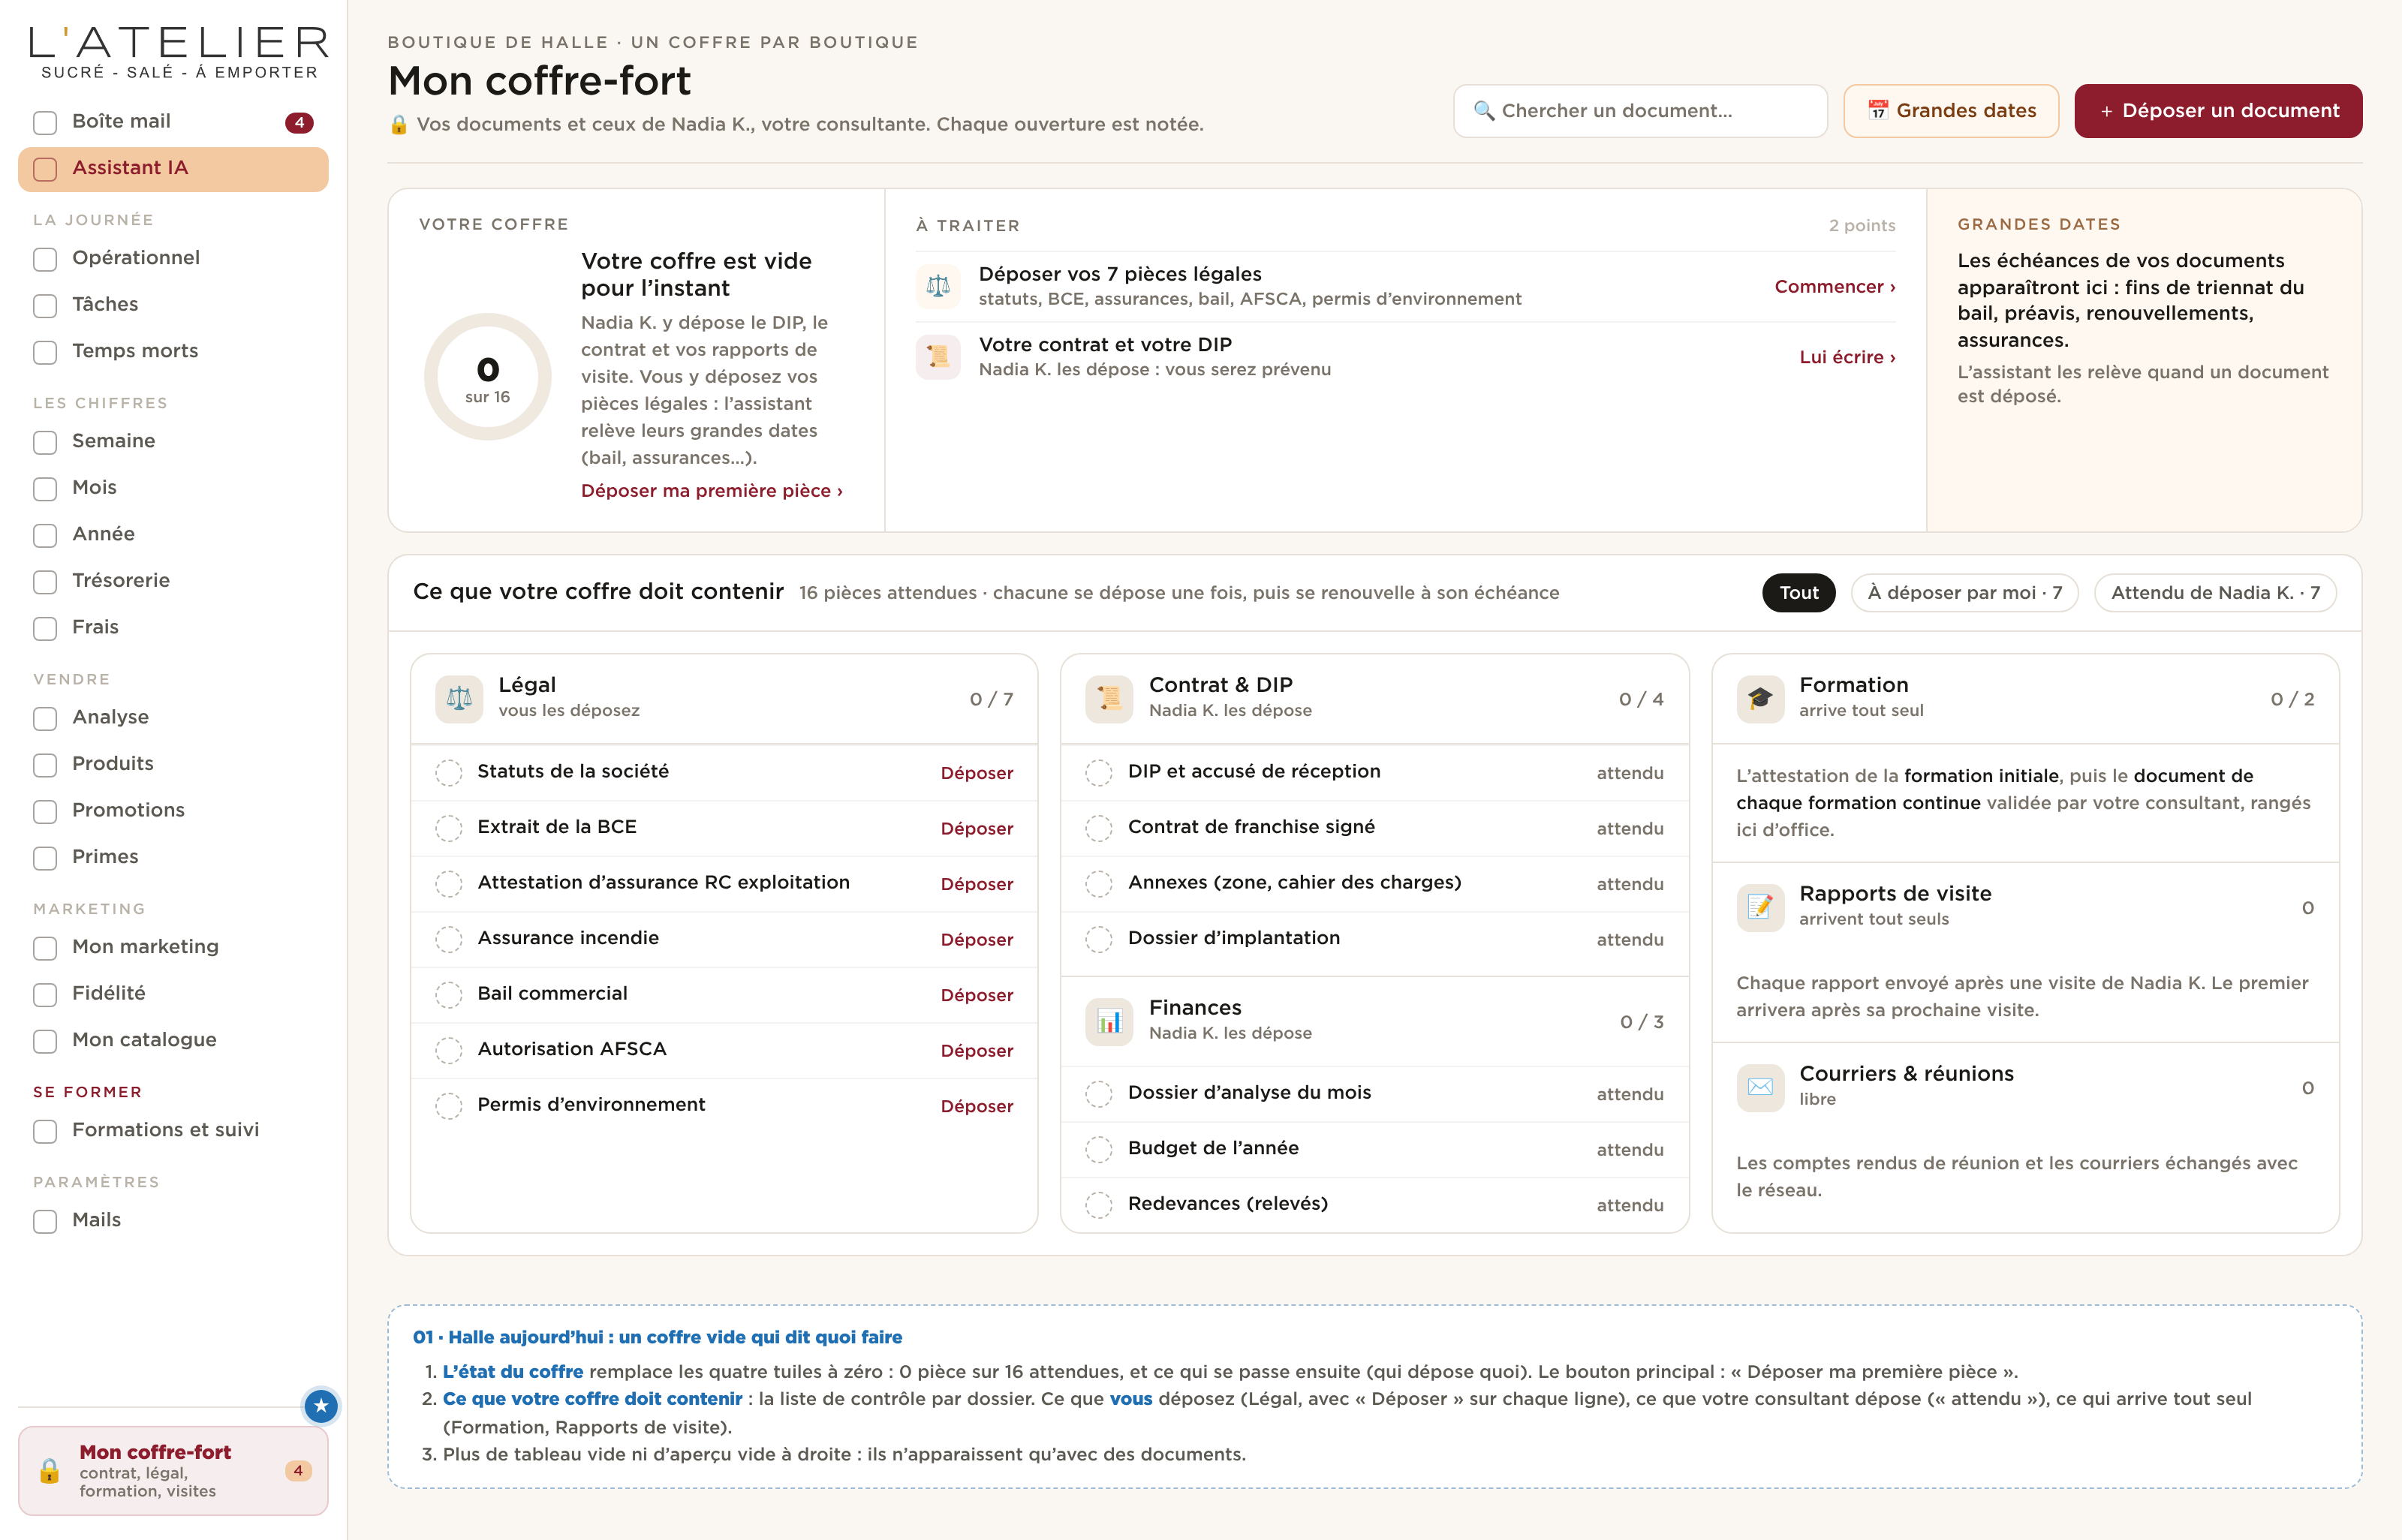 L'ATELIER
SUCRÉ - SALÉ - Á EMPORTER
Boîte mail 4
Assistant IA
LA JOURNÉE
Opérationnel
Tâches
Temps morts
LES CHIFFRES
Semaine
Mois
Année
Trésorerie
Frais
VENDRE
Analyse
Produits
Promotions
Primes
MARKETING
Mon marketing
Fidélité
Mon catalogue
SE FORMER
Formations et suivi
PARAMÈTRES
Mails
Mon coffre-fort
contrat, légal,
formation, visites
4
BOUTIQUE DE HALLE · UN COFFRE PAR BOUTIQUE
Mon coffre-fort
Vos documents et ceux de Nadia K., votre consultante. Chaque ouverture est notée.
Chercher un document...
Grandes dates
+ Déposer un document
VOTRE COFFRE
0
sur 16
Votre coffre est vide
pour l’instant
Nadia K. y dépose le DIP, le
contrat et vos rapports de
visite. Vous y déposez vos
pièces légales : l’assistant
relève leurs grandes dates
(bail, assurances...).
Déposer ma première pièce ›
À TRAITER 2 points
Déposer vos 7 pièces légales
statuts, BCE, assurances, bail, AFSCA, permis d’environnement
Commencer ›
Votre contrat et votre DIP
Nadia K. les dépose : vous serez prévenu
Lui écrire ›
GRANDES DATES
Les échéances de vos documents
apparaîtront ici : fins de triennat du
bail, préavis, renouvellements,
assurances.
L’assistant les relève quand un document
est déposé.
Ce que votre coffre doit contenir 16 pièces attendues · chacune se dépose une fois, puis se renouvelle à son échéance
Tout
À déposer par moi · 7
Attendu de Nadia K. · 7
Légal
vous les déposez
0 / 7
Statuts de la société Déposer
Extrait de la BCE Déposer
Attestation d’assurance RC exploitation Déposer
Assurance incendie Déposer
Bail commercial Déposer
Autorisation AFSCA Déposer
Permis d’environnement Déposer
Contrat & DIP
Nadia K. les dépose
0 / 4
DIP et accusé de réception attendu
Contrat de franchise signé attendu
Annexes (zone, cahier des charges) attendu
Dossier d’implantation attendu
Finances
Nadia K. les dépose
0 / 3
Dossier d’analyse du mois attendu
Budget de l’année attendu
Redevances (relevés) attendu
Formation
arrive tout seul
0 / 2
L’attestation de la formation initiale, puis le document de
chaque formation continue validée par votre consultant, rangés
ici d’office.
Rapports de visite
arrivent tout seuls
0
Chaque rapport envoyé après une visite de Nadia K. Le premier
arrivera après sa prochaine visite.
Courriers & réunions
libre
0
Les comptes rendus de réunion et les courriers échangés avec
le réseau.
01 · Halle aujourd’hui : un coffre vide qui dit quoi faire
1. L’état du coffre remplace les quatre tuiles à zéro : 0 pièce sur 16 attendues, et ce qui se passe ensuite (qui dépose quoi). Le bouton principal : « Déposer ma première pièce ».
2. Ce que votre coffre doit contenir : la liste de contrôle par dossier. Ce que vous déposez (Légal, avec « Déposer » sur chaque ligne), ce que votre consultant dépose (« attendu »), ce qui arrive tout seul
(Formation, Rapports de visite).
3. Plus de tableau vide ni d’aperçu vide à droite : ils n’apparaissent qu’avec des documents.